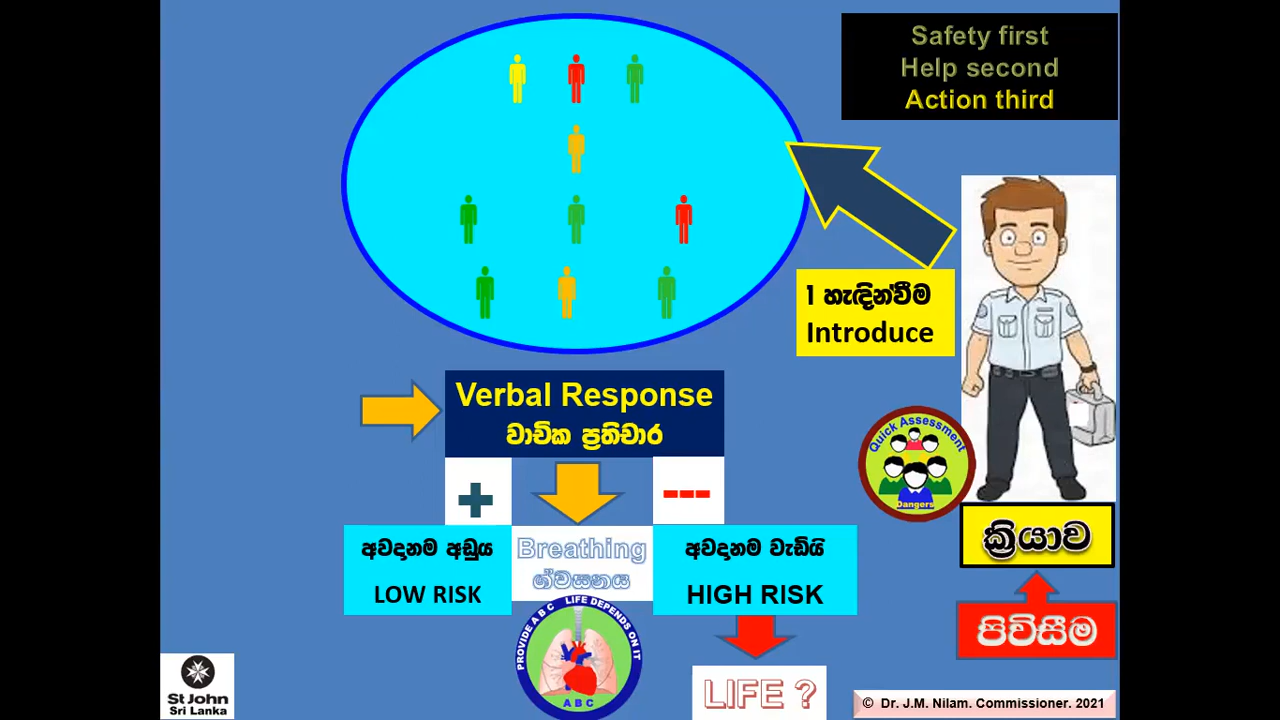 Safety first
Help second
Action third
1 හැඳින්වීම
Introduce
Verbal Response
වාචික ප්‍රතිචාර
+
---
Quick Assessment
Dangers
අවදානම අඩුය
LOW RISK
Breathing
ශ්වසනය
අවදානම වැඩියි
HIGH RISK
ක්‍රියාව
පිවිසීම
PROVIDE A B C LIFE DEPENDS ON IT
A B C
LIFE ?
St John
Sri Lanka
© Dr. J.M. Nilam. Commissioner. 2021